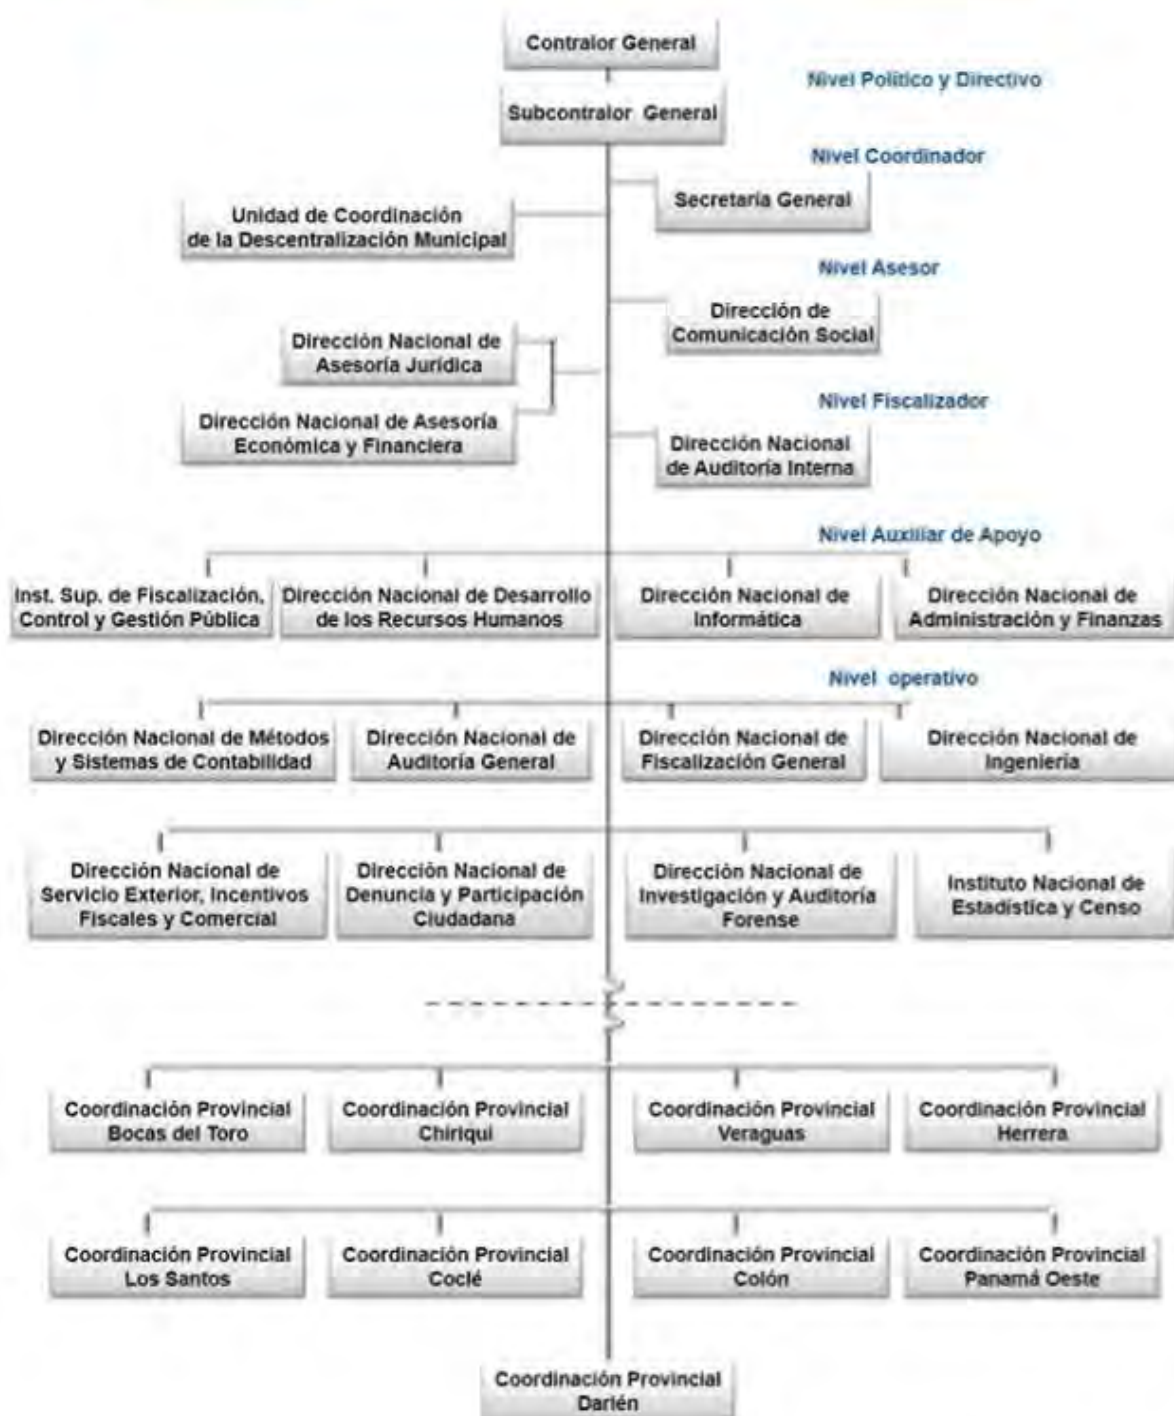 Contralor General
Nivel Político y Directivo
Subcontralor General
Nivel Coordinador
Secretaría General
Unidad de Coordinación
de la Descentralización Municipal
Nivel Asesor
Dirección de
Comunicación Social
Dirección Nacional de
Asesoría Jurídica
Nivel Fiscalizador
Dirección Nacional de Asesoría
Económica y Financiera
Dirección Nacional
de Auditoría Interna
Nivel Auxiliar de Apoyo
Inst. Sup. de Fiscalización,
Control y Gestión Pública
Dirección Nacional de Desarrollo
de los Recursos Humanos
Dirección Nacional de
Informática
Dirección Nacional de
Administración y Finanzas
Nivel operativo
Dirección Nacional de Métodos
y Sistemas de Contabilidad
Dirección Nacional de
Auditoría General
Dirección Nacional de
Fiscalización General
Dirección Nacional de
Ingeniería
Dirección Nacional de
Servicio Exterior, Incentivos
Fiscales y Comercial
Dirección Nacional de
Denuncia y Participación
Ciudadana
Dirección Nacional de
Investigación y Auditoría
Forense
Instituto Nacional de
Estadística y Censo
Coordinación Provincial
Bocas del Toro
Coordinación Provincial
Chiriquí
Coordinación Provincial
Veraguas
Coordinación Provincial
Herrera
Coordinación Provincial
Los Santos
Coordinación Provincial
Coclé
Coordinación Provincial
Colón
Coordinación Provincial
Panamá Oeste
Coordinación Provincial
Darién